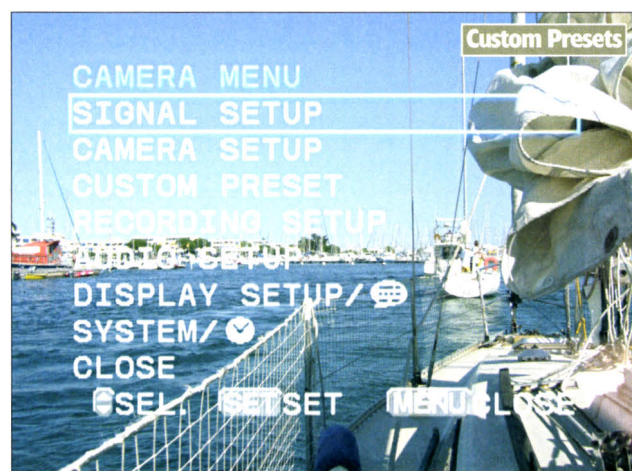 Custom Presets
CAMERA MENU
SIGNAL SETUP
CAMERA SETUP
CUSTOM PRESET
RECORDING SETUP
AUDIO SETUP
DISPLAY SETUP/
SYSTEM/
CLOSE
SEL. SET SET MENU CLOSE